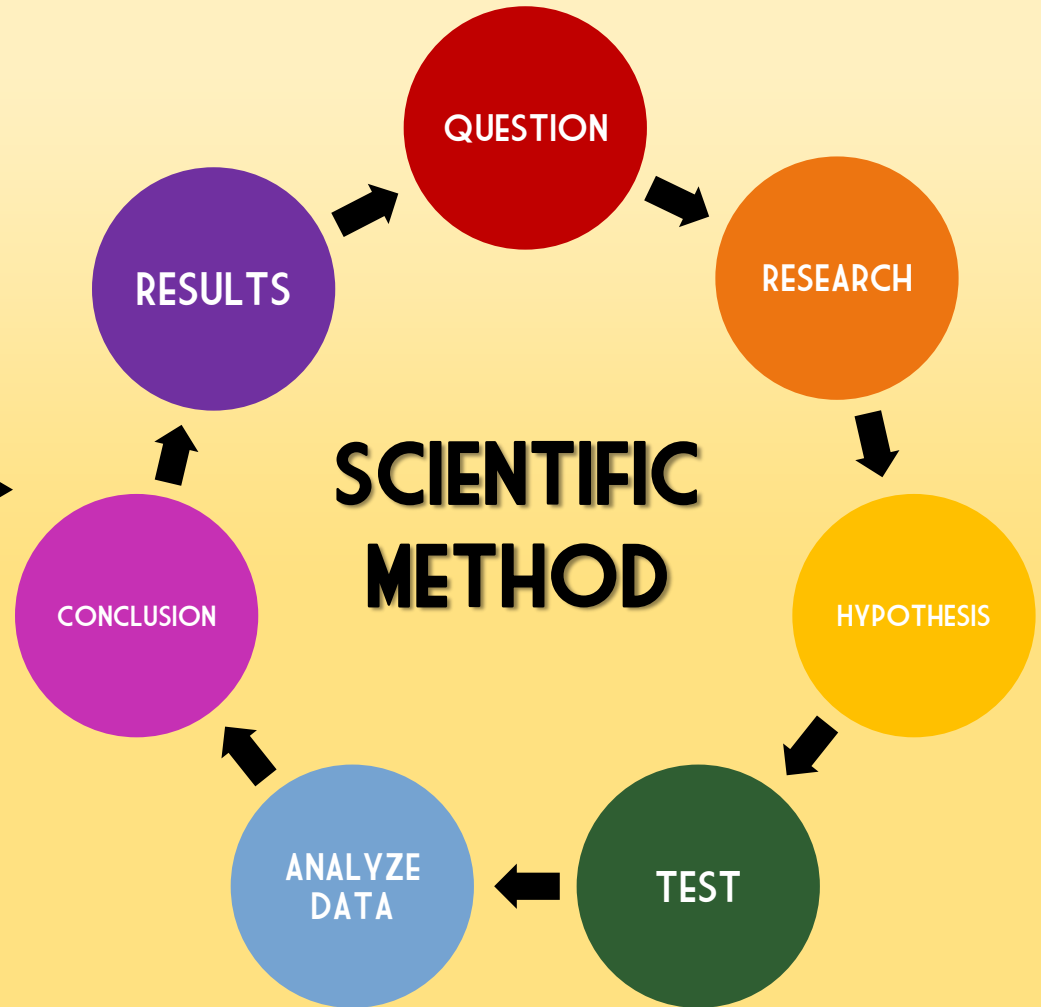 QUESTION
RESEARCH
HYPOTHESIS
TEST
ANALYZE
DATA
CONCLUSION
RESULTS
SCIENTIFIC
METHOD